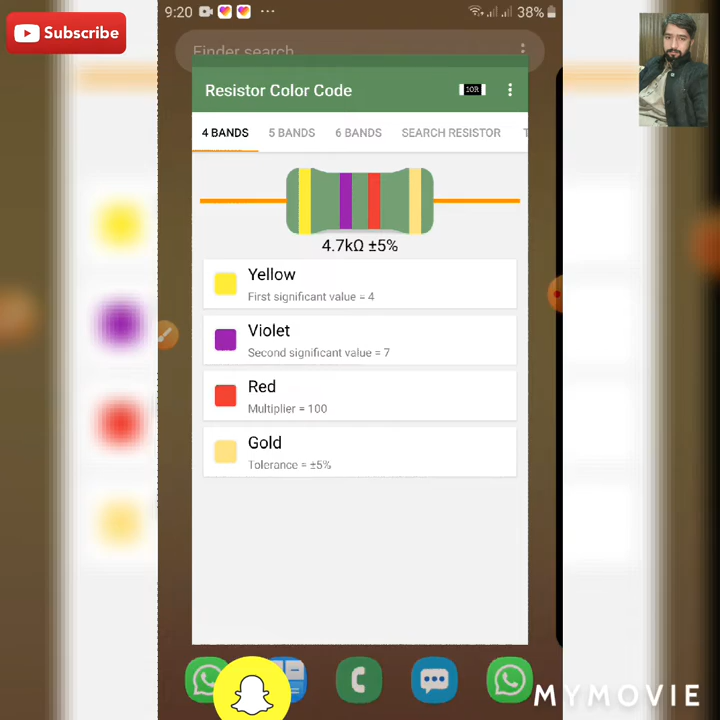 9:20
38%
Subscribe
Finder search
Resistor Color Code
10R
4 BANDS
5 BANDS
6 BANDS
SEARCH RESISTOR
T
4.7kΩ ±5%
Yellow
First significant value = 4
Violet
Second significant value = 7
Red
Multiplier = 100
Gold
Tolerance = ±5%
MYMOVIE